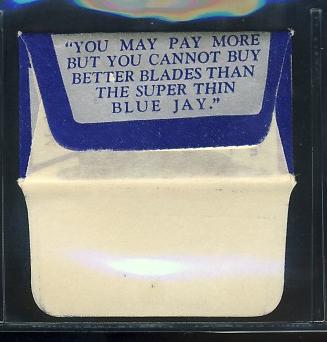 "YOU MAY PAY MORE
BUT YOU CANNOT BUY
BETTER BLADES THAN
THE SUPER THIN
BLUE JAY."